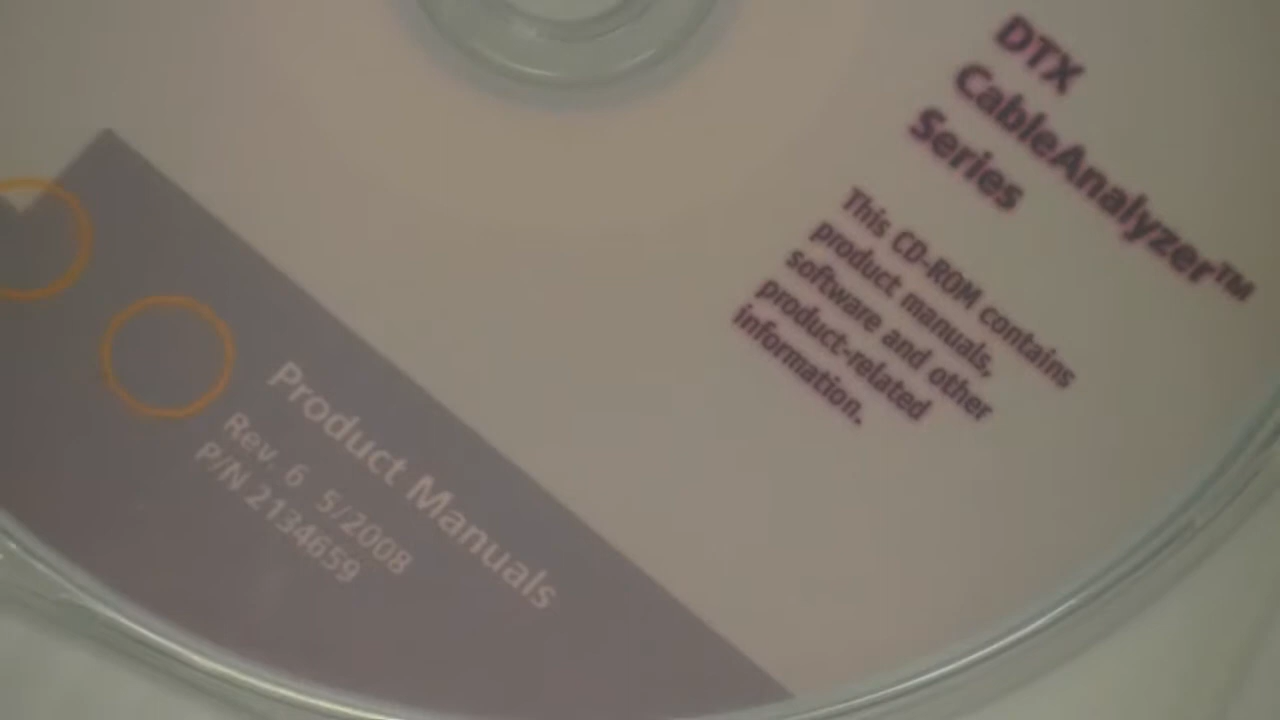 DTX
CableAnalyzer™
Series
This CD-ROM contains
product manuals,
software and other
product-related
information.
Product Manuals
Rev. 6 5/2008
P/N 2134659